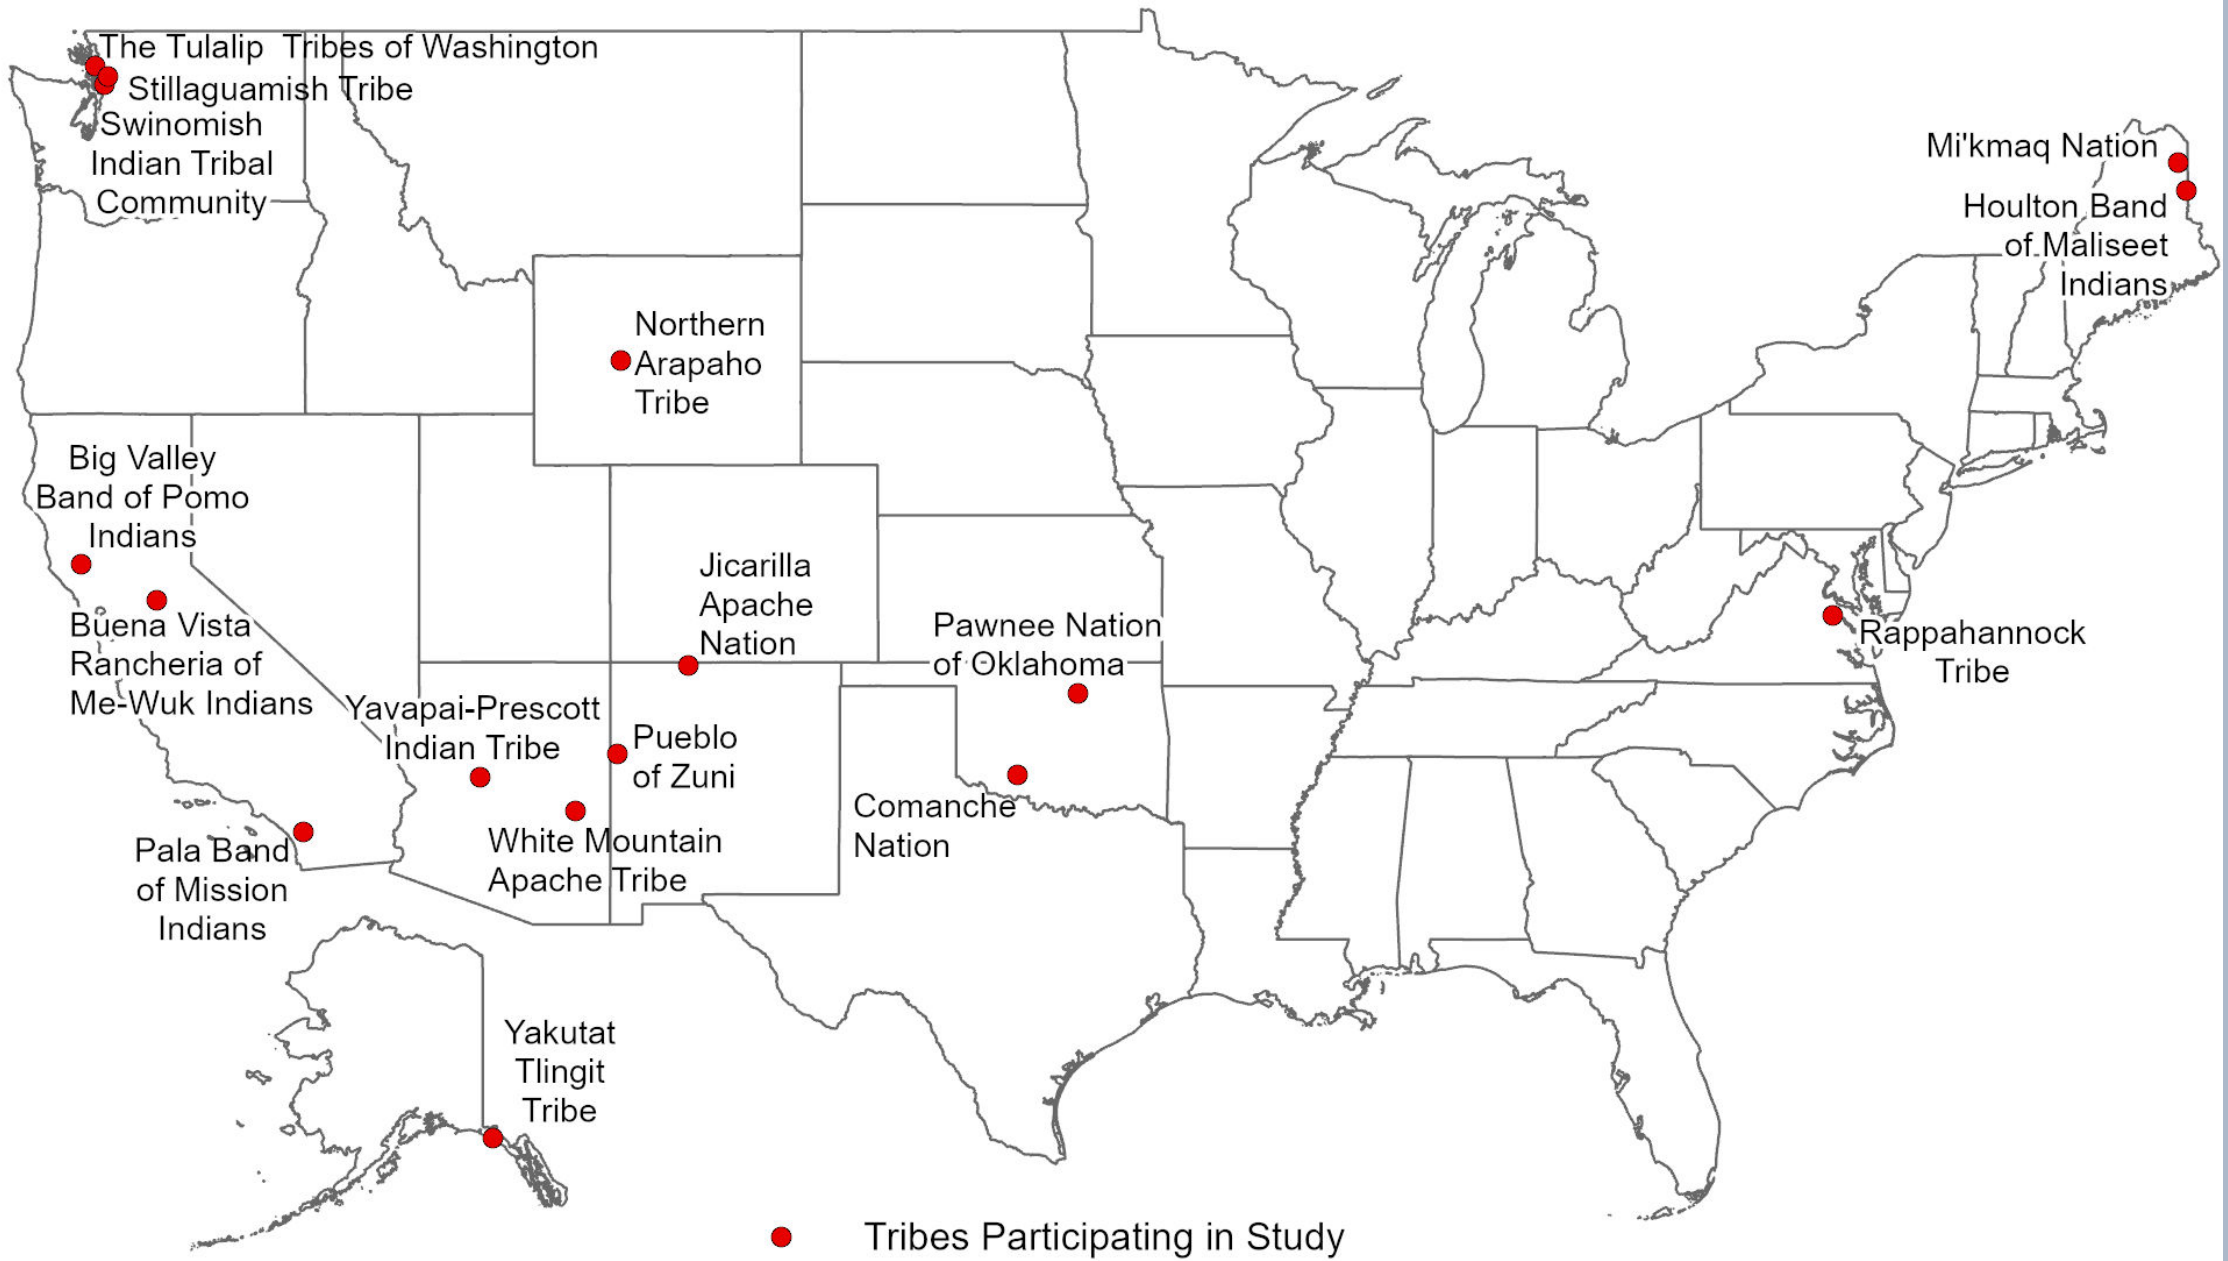 The Tulalip  Tribes of Washington
Stillaguamish Tribe
Swinomish
Indian Tribal
Community
Mi'kmaq Nation
Houlton Band
of Maliseet
Indians
Northern
Arapaho
Tribe
Big Valley
Band of Pomo
Indians
Buena Vista
Rancheria of
Me-Wuk Indians
Jicarilla
Apache
Nation
Pawnee Nation
of Oklahoma
Rappahannock
Tribe
Yavapai-Prescott
Indian Tribe
Pueblo
of Zuni
White Mountain
Apache Tribe
Comanche
Nation
Pala Band
of Mission
Indians
Yakutat
Tlingit
Tribe
Tribes Participating in Study